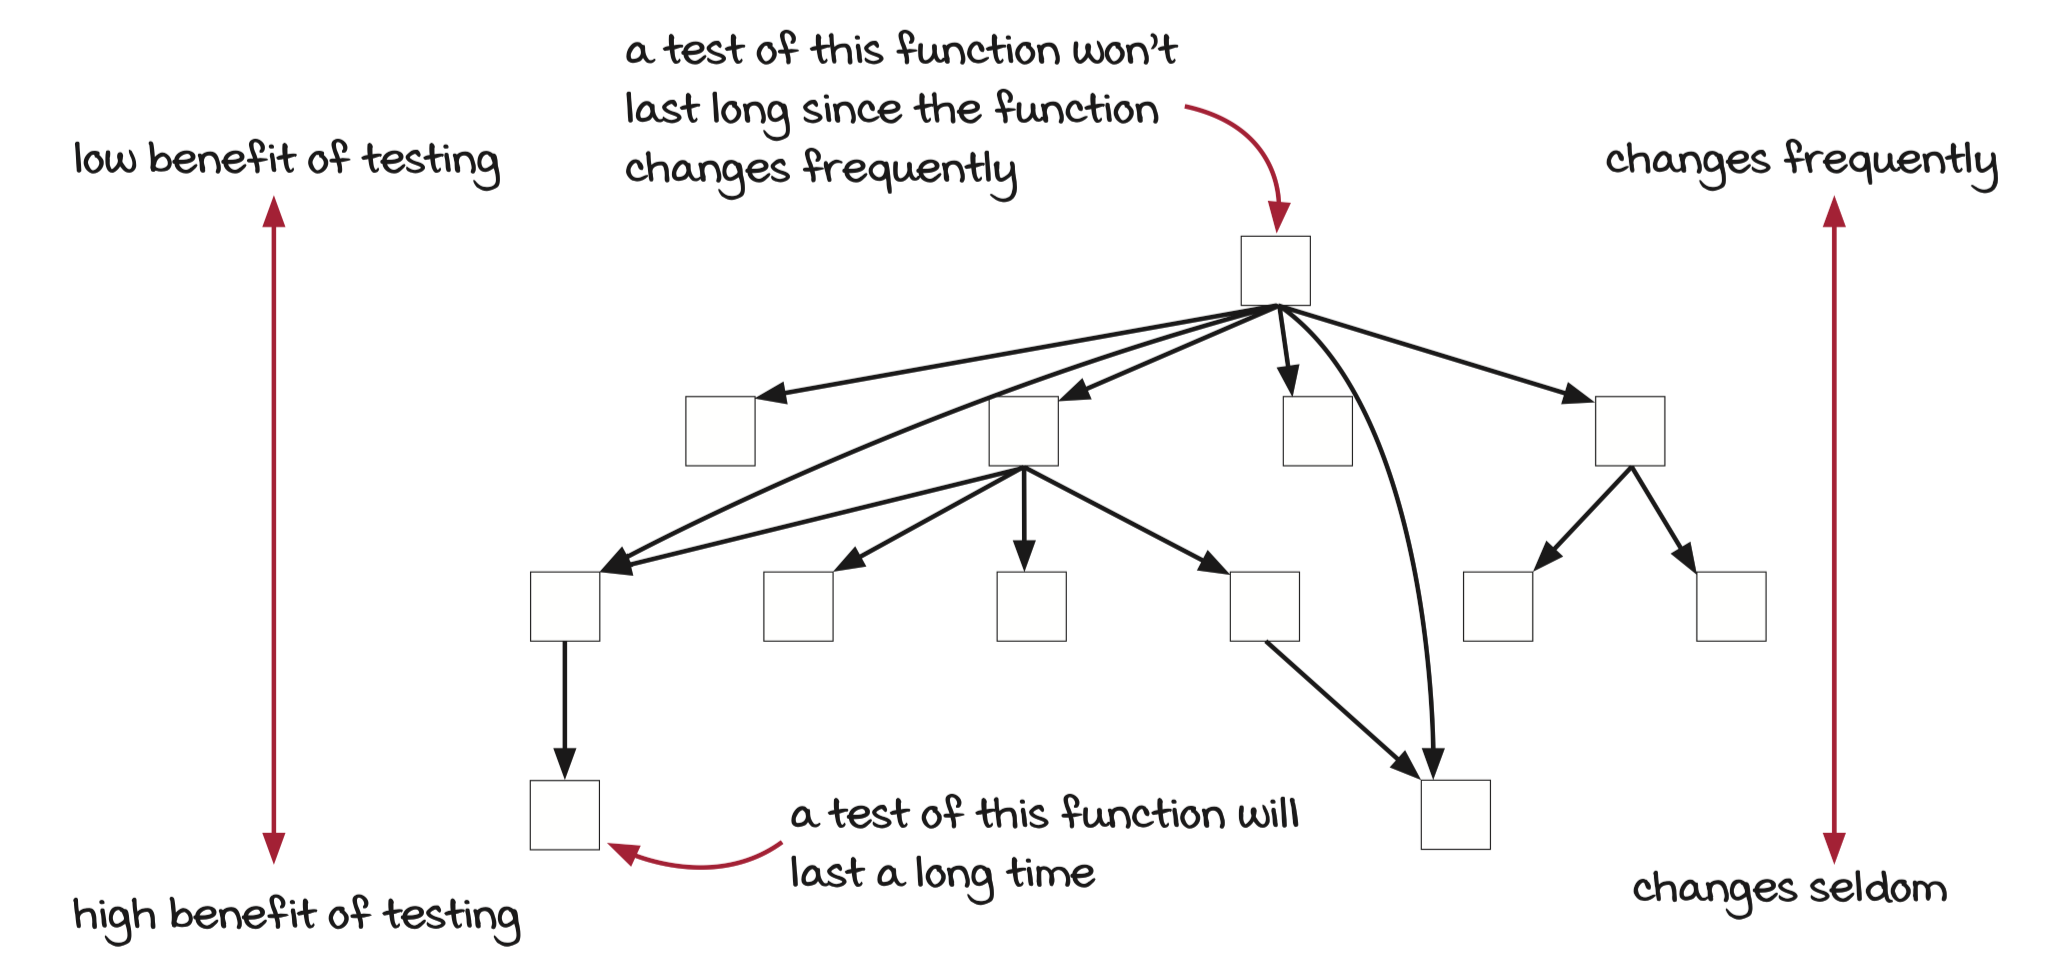 a test of this function won't
last long since the function
changes frequently
low benefit of testing
changes frequently
a test of this function will
last a long time
high benefit of testing
changes seldom